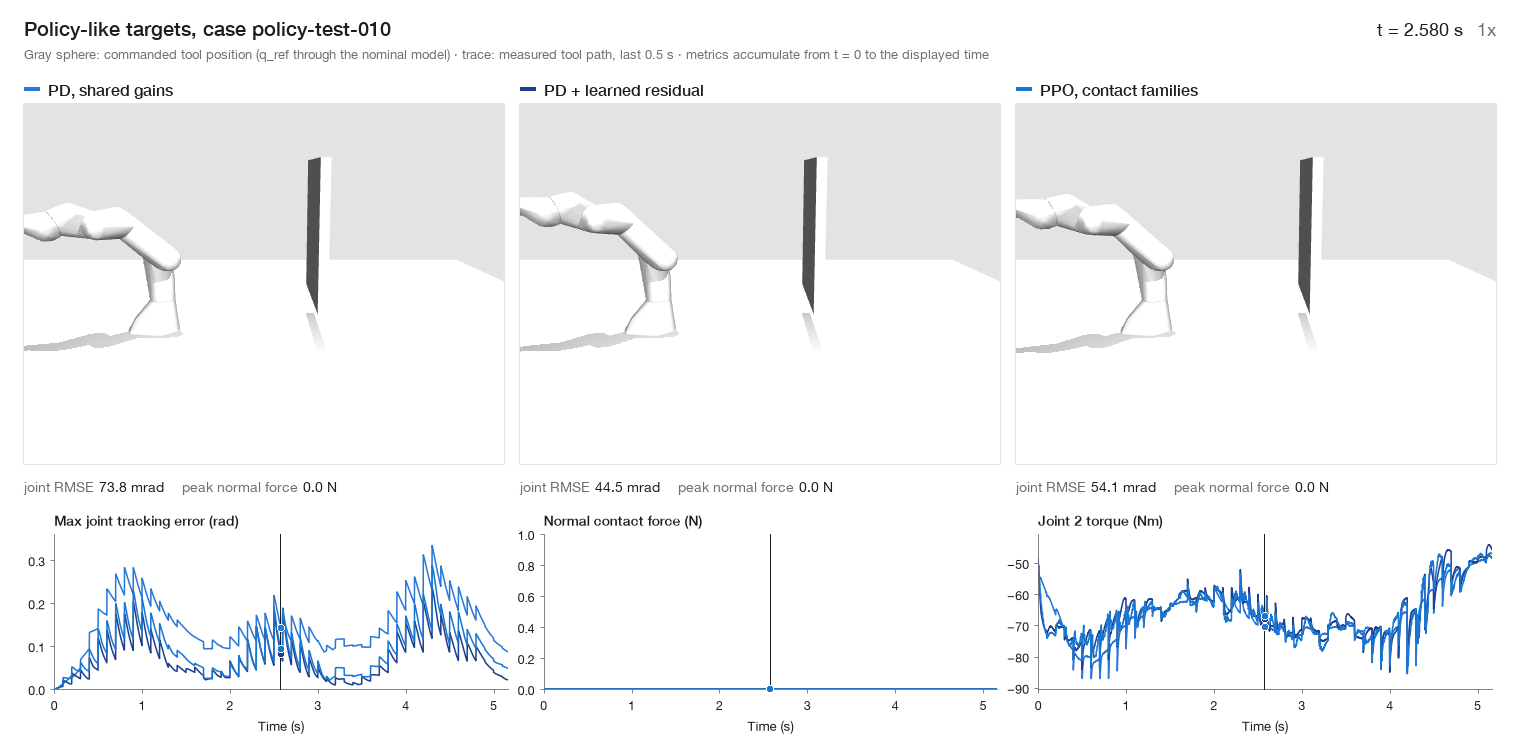 Policy-like targets, case policy-test-010
t = 2.580 s 1x
Gray sphere: commanded tool position (q_ref through the nominal model) · trace: measured tool path, last 0.5 s · metrics accumulate from t = 0 to the displayed time
PD, shared gains
PD + learned residual
PPO, contact families
joint RMSE 73.8 mrad peak normal force 0.0 N
joint RMSE 44.5 mrad peak normal force 0.0 N
joint RMSE 54.1 mrad peak normal force 0.0 N
Max joint tracking error (rad)
0.3
0.2
0.1
0.0
0 1 2 3 4 5
Time (s)
Normal contact force (N)
1.0
0.8
0.6
0.4
0.2
0.0
0 1 2 3 4 5
Time (s)
Joint 2 torque (Nm)
−50
−60
−70
−80
−90
0 1 2 3 4 5
Time (s)